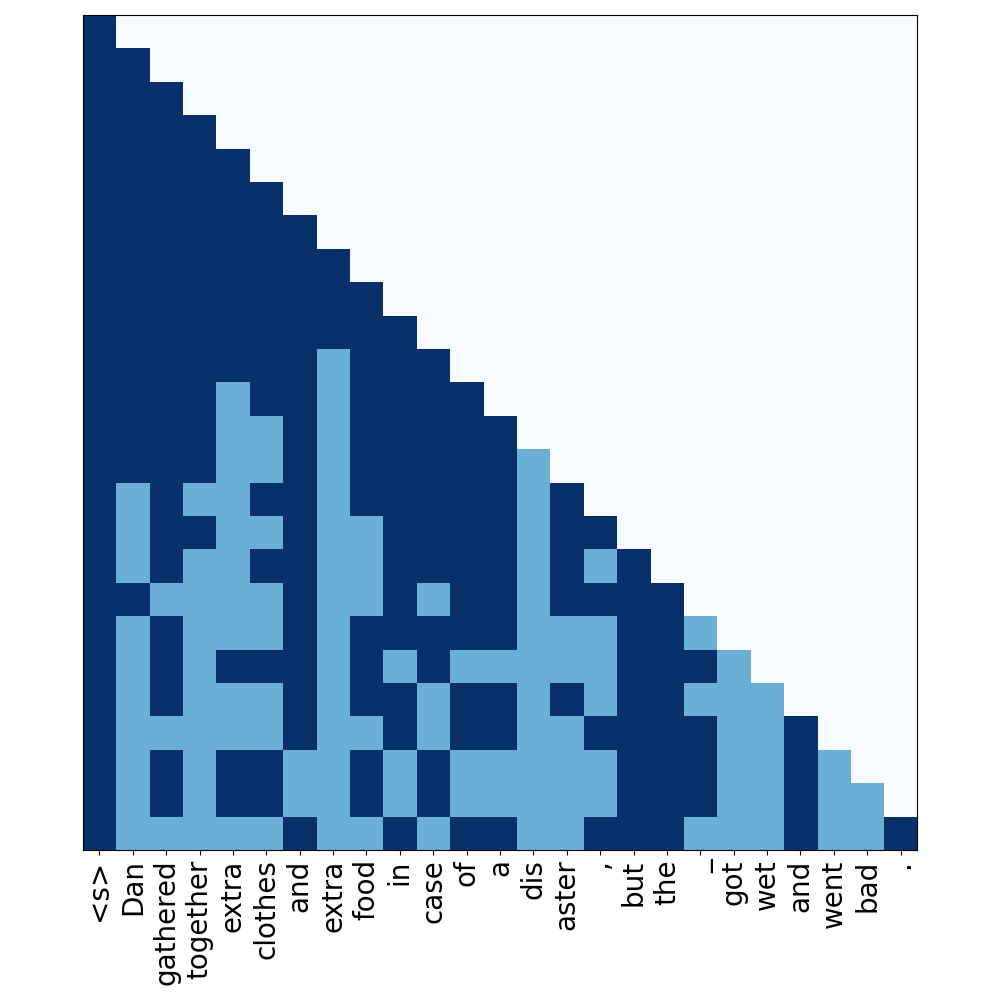 <s>
Dan
gathered
together
extra
clothes
and
extra
food
in
case
of
a
dis
aster
,
but
the
_
got
wet
and
went
bad
.